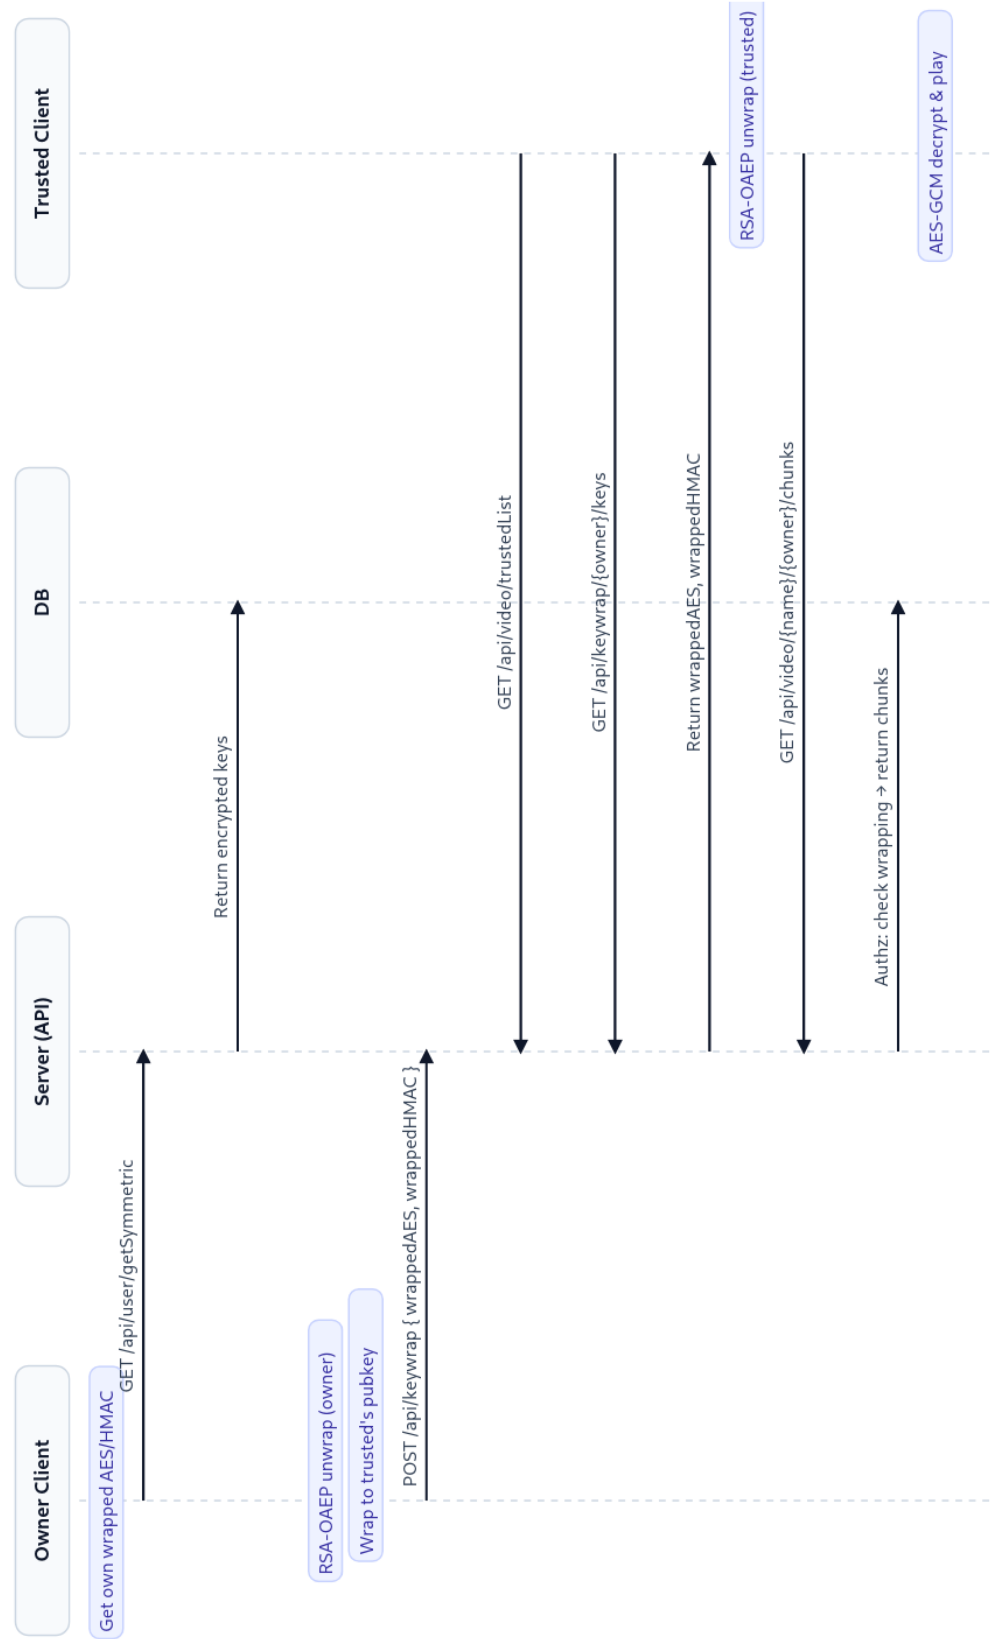 Owner Client
Server (API)
DB
Trusted Client
Get own wrapped AES/HMAC
GET /api/user/getSymmetric
Return encrypted keys
RSA-OAEP unwrap (owner)
Wrap to trusted's pubkey
POST /api/keywrap { wrappedAES, wrappedHMAC }
GET /api/video/trustedList
GET /api/keywrap/{owner}/keys
Return wrappedAES, wrappedHMAC
RSA-OAEP unwrap (trusted)
GET /api/video/{name}/{owner}/chunks
Authz: check wrapping → return chunks
AES-GCM decrypt & play